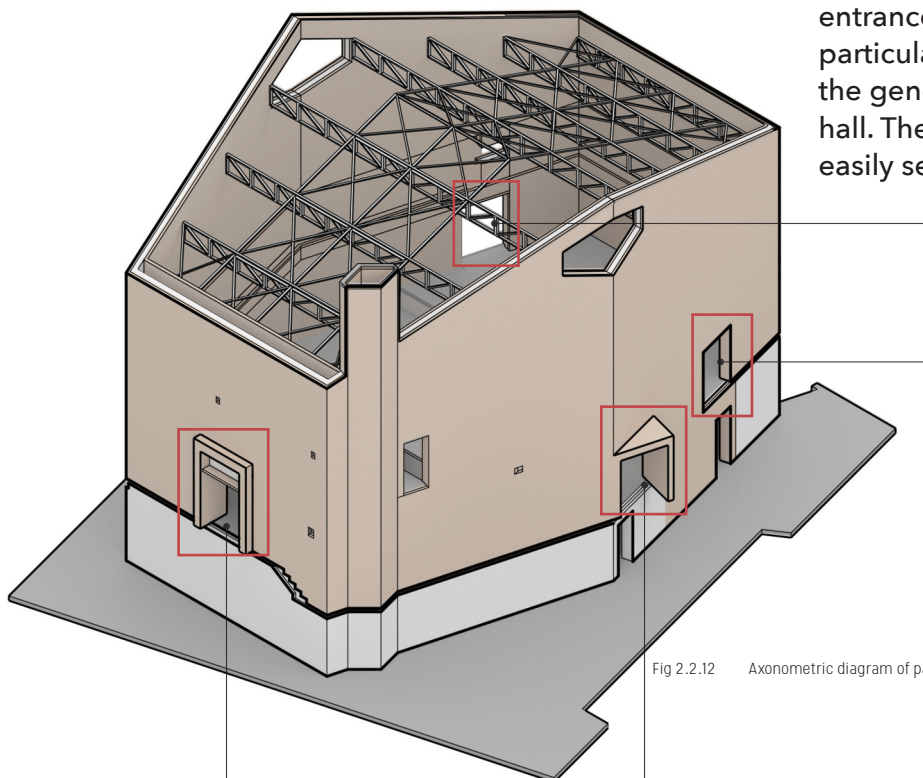 entrance
particula
the gen
hall. The
easily se
Fig 2.2.12 Axonometric diagram of pa